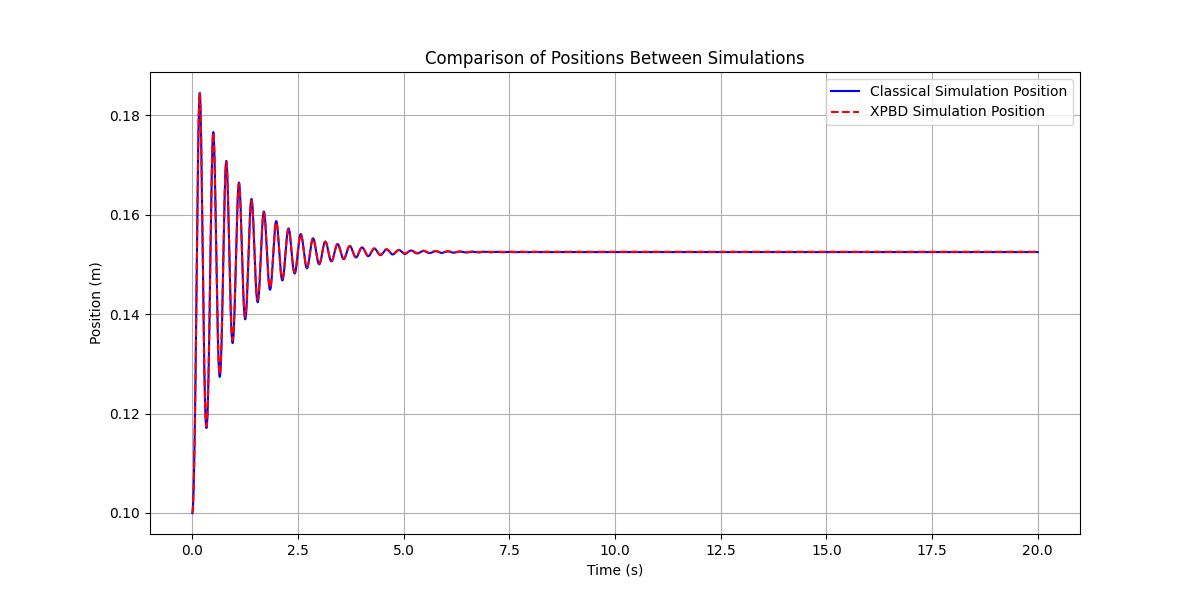 Comparison of Positions Between Simulations
Classical Simulation Position
XPBD Simulation Position
Position (m)
0.18
0.16
0.14
0.12
0.10
0.0 2.5 5.0 7.5 10.0 12.5 15.0 17.5 20.0
Time (s)